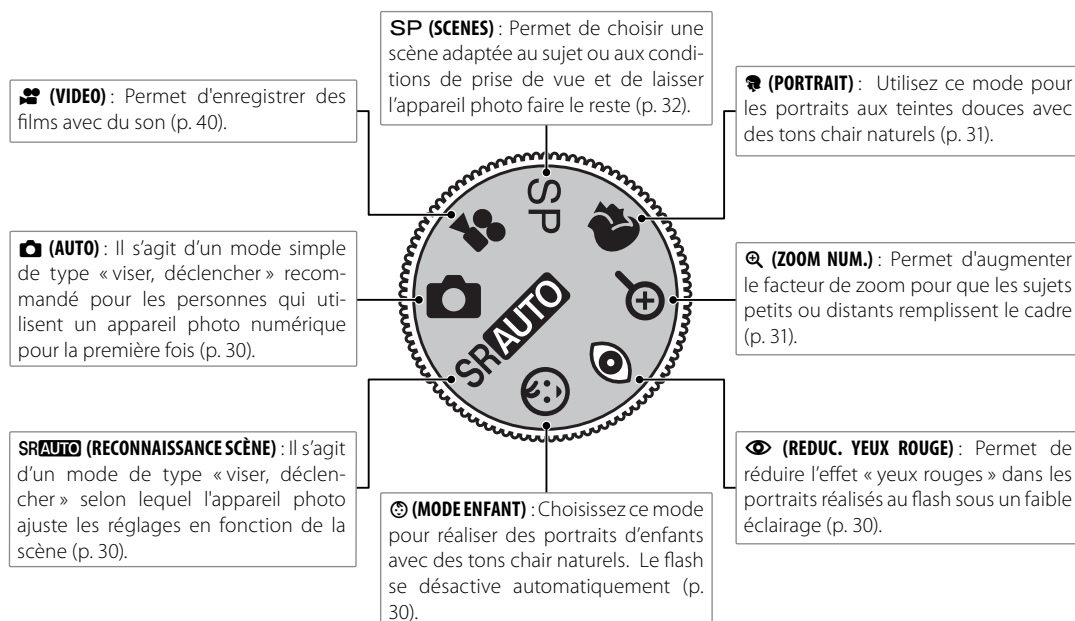 SP (SCENES) : Permet de choisir une
scène adaptée au sujet ou aux condi-
tions de prise de vue et de laisser
l'appareil photo faire le reste (p. 32).
(VIDEO) : Permet d'enregistrer des
films avec du son (p. 40).
(PORTRAIT) : Utilisez ce mode pour
les portraits aux teintes douces avec
des tons chair naturels (p. 31).
(AUTO) : Il s'agit d'un mode simple
de type « viser, déclencher » recom-
mandé pour les personnes qui uti-
lisent un appareil photo numérique
pour la première fois (p. 30).
SP
SRAUTO
(ZOOM NUM.) : Permet d'augmenter
le facteur de zoom pour que les sujets
petits ou distants remplissent le cadre
(p. 31).
SRAUTO (RECONNAISSANCE SCÈNE) : Il s'agit
d'un mode de type « viser, déclen-
cher » selon lequel l'appareil photo
ajuste les réglages en fonction de la
scène (p. 30).
(MODE ENFANT) : Choisissez ce mode
pour réaliser des portraits d'enfants
avec des tons chair naturels. Le flash
se désactive automatiquement (p.
30).
(REDUC. YEUX ROUGE) : Permet de
réduire l'effet « yeux rouges » dans les
portraits réalisés au flash sous un faible
éclairage (p. 30).